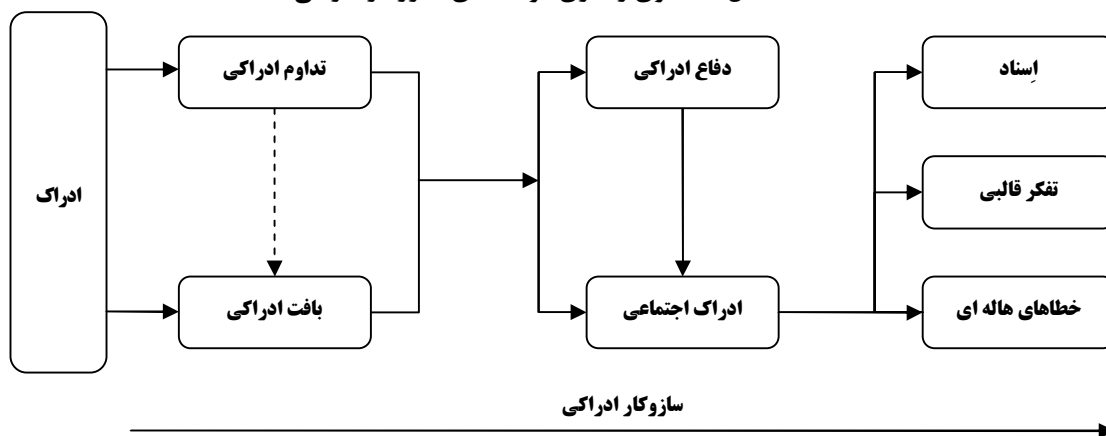 ادراک
تداوم ادراکی
بافت ادراکی
دفاع ادراکی
ادراک اجتماعی
اِسناد
تفکر قالبی
خطاهای هاله ای
سازوکار ادراکی